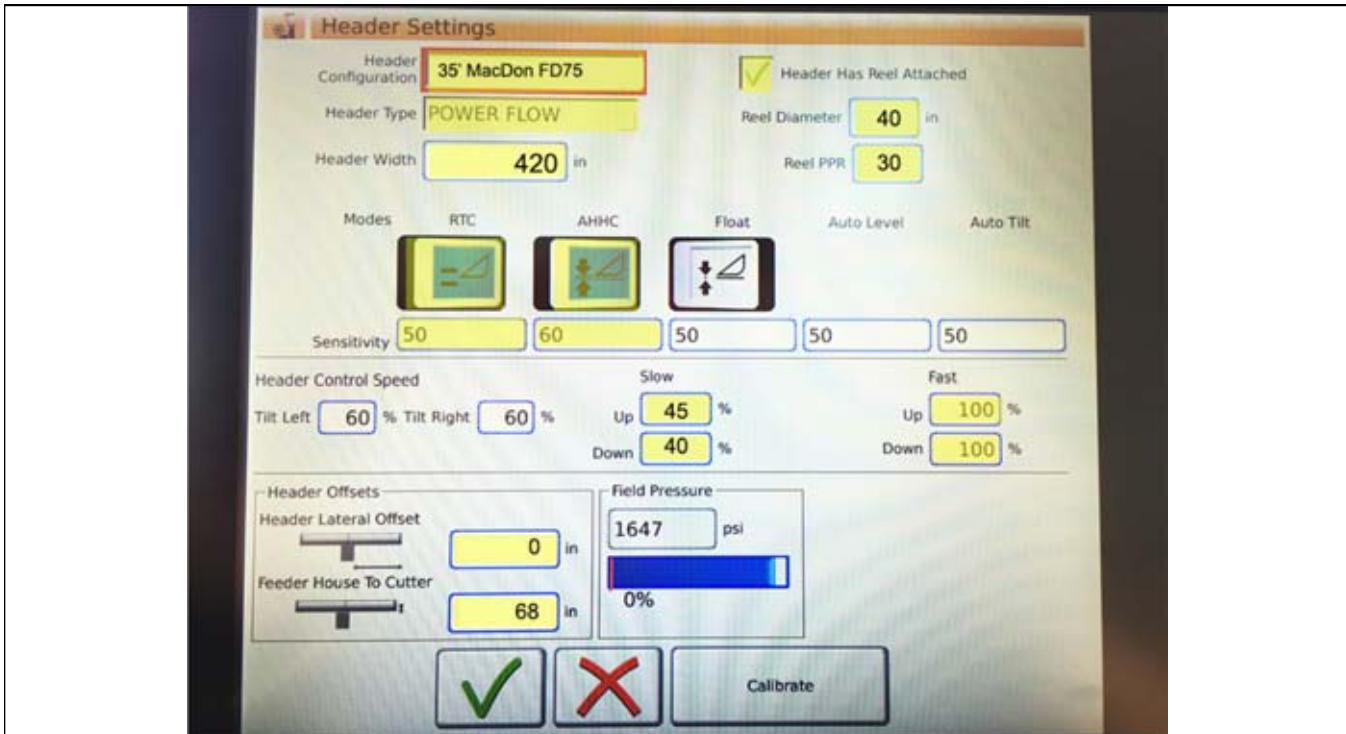 Header Settings
Header Configuration 35' MacDon FD75
Header Has Reel Attached
Header Type POWER FLOW
Reel Diameter 40 in
Header Width 420 in
Reel PPR 30
Modes RTC AHHC Float Auto Level Auto Tilt
Sensitivity 50 60 50 50 50
Header Control Speed Slow Fast
Tilt Left 60 % Tilt Right 60 % Up 45 % Up 100 %
Down 40 % Down 100 %
Header Offsets Field Pressure
Header Lateral Offset
0 in
1647 psi
Feeder House To Cutter
68 in
0%
Calibrate